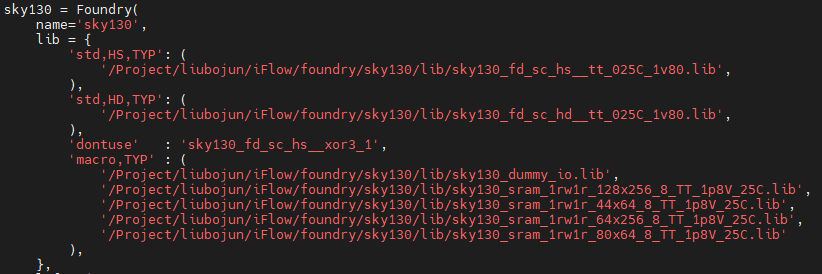 sky130 = Foundry(
    name='sky130',
    lib = {
        'std,HS,TYP': (
            '/Project/liubojun/iFlow/foundry/sky130/lib/sky130_fd_sc_hs__tt_025C_1v80.lib',
        ),
        'std,HD,TYP': (
            '/Project/liubojun/iFlow/foundry/sky130/lib/sky130_fd_sc_hd__tt_025C_1v80.lib',
        ),
        'dontuse'   : 'sky130_fd_sc_hs__xor3_1',
        'macro,TYP' : (
            '/Project/liubojun/iFlow/foundry/sky130/lib/sky130_dummy_io.lib',
            '/Project/liubojun/iFlow/foundry/sky130/lib/sky130_sram_1rw1r_128x256_8_TT_1p8V_25C.lib',
            '/Project/liubojun/iFlow/foundry/sky130/lib/sky130_sram_1rw1r_44x64_8_TT_1p8V_25C.lib',
            '/Project/liubojun/iFlow/foundry/sky130/lib/sky130_sram_1rw1r_64x256_8_TT_1p8V_25C.lib',
            '/Project/liubojun/iFlow/foundry/sky130/lib/sky130_sram_1rw1r_80x64_8_TT_1p8V_25C.lib'
        ),
    },